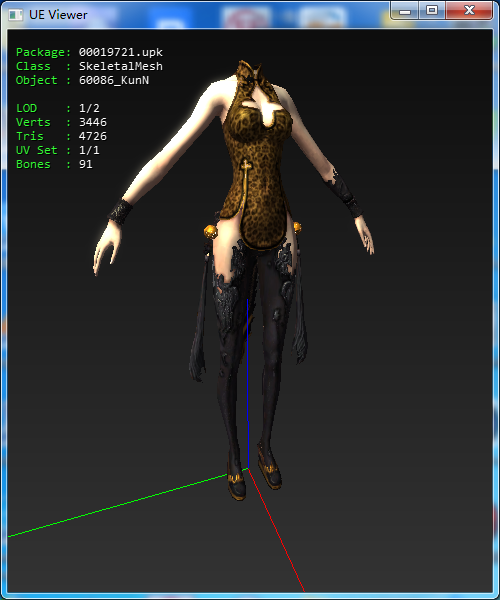 UE Viewer
Package: 00019721.upk
Class : SkeletalMesh
Object : 60086_KunN
LOD : 1/2
Verts : 3446
Tris : 4726
UV Set : 1/1
Bones : 91